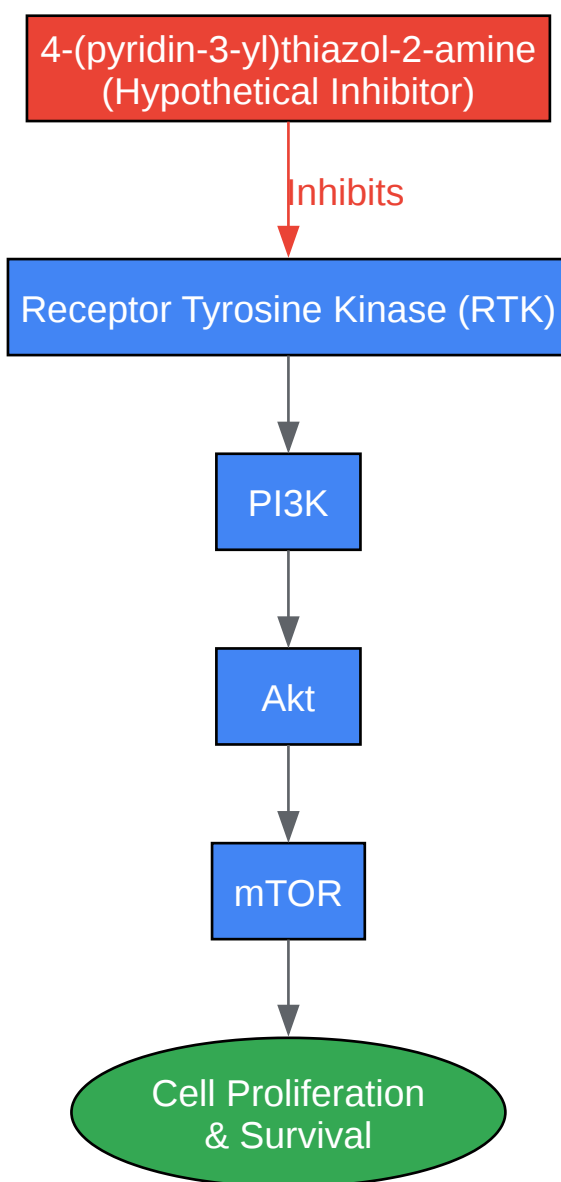 4-(pyridin-3-yl)thiazol-2-amine
(Hypothetical Inhibitor)
Inhibits
Receptor Tyrosine Kinase (RTK)
PI3K
Akt
mTOR
Cell Proliferation
& Survival